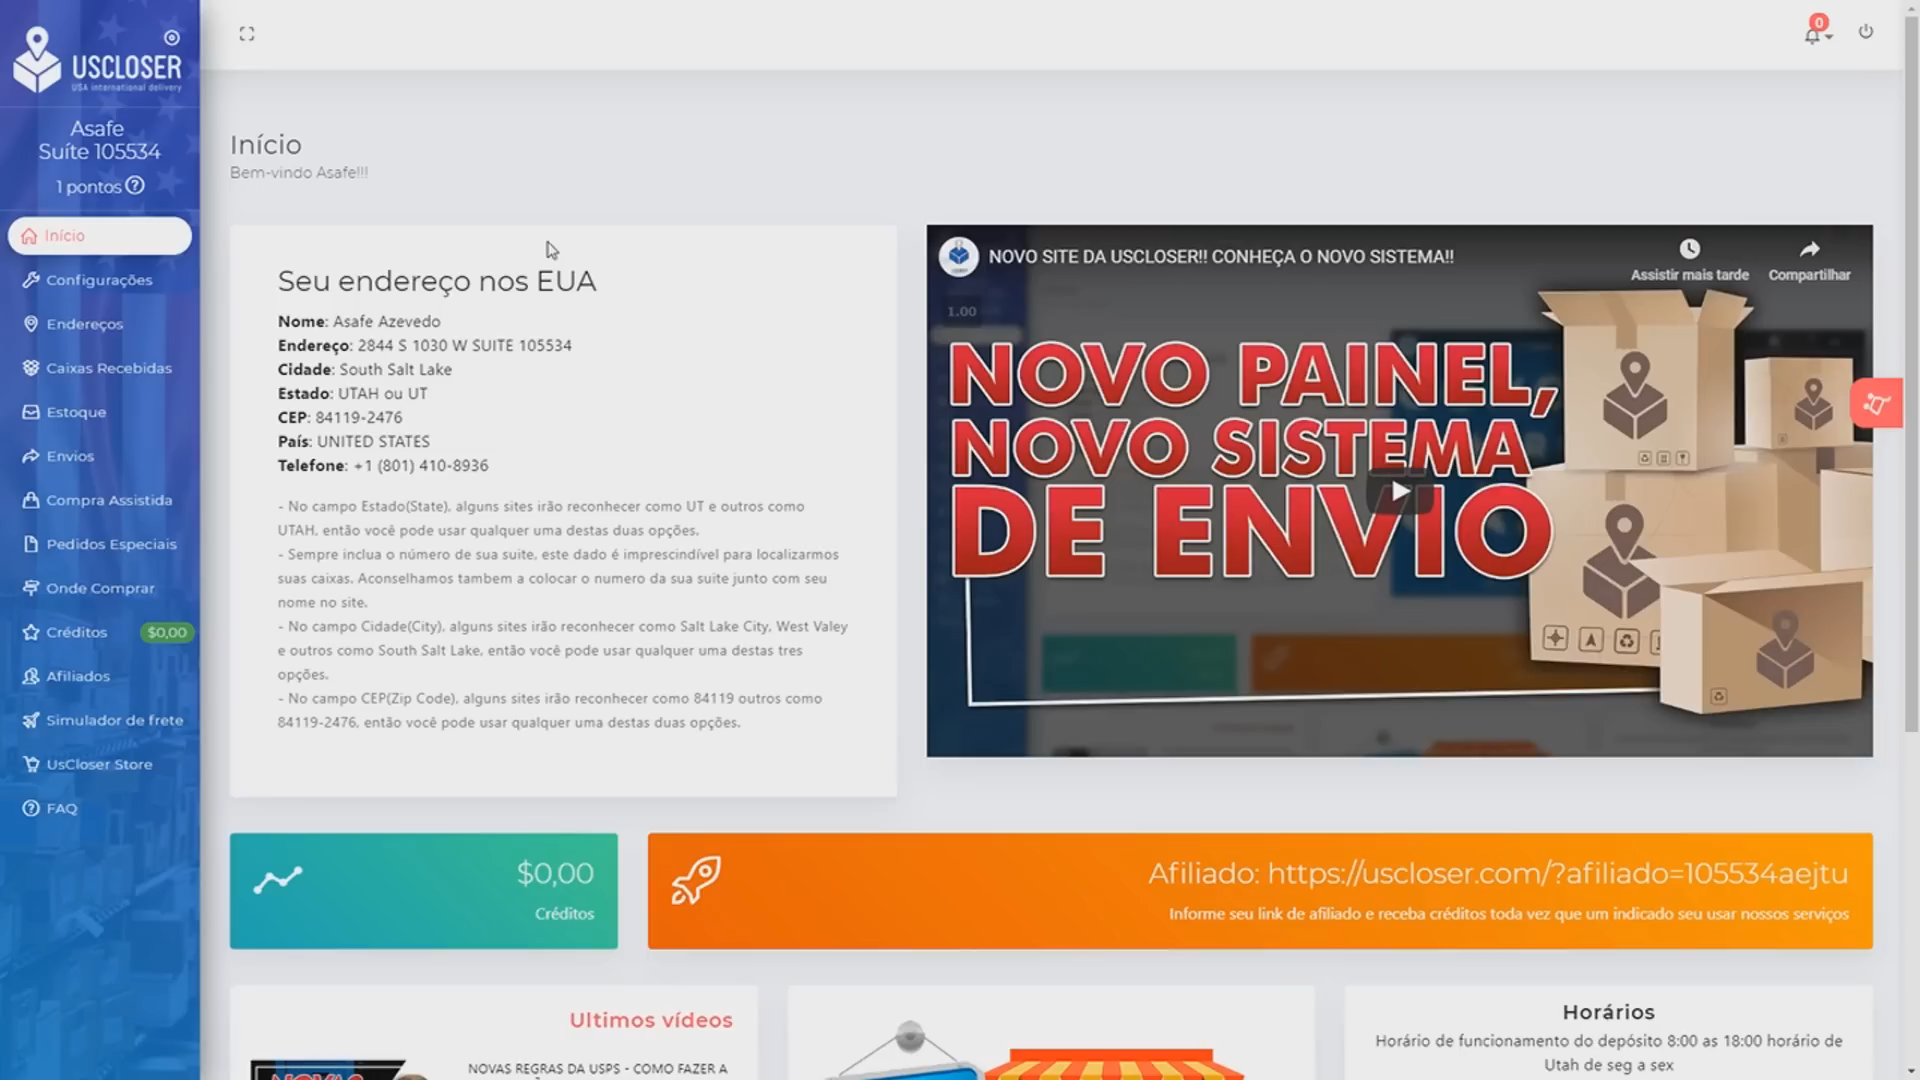 USCLOSER
USA international delivery
Asafe
Suíte 105534
1 pontos
Início
Configurações
Endereços
Caixas Recebidas
Estoque
Envios
Compra Assistida
Pedidos Especiais
Onde Comprar
Créditos $0,00
Afiliados
Simulador de frete
UsCloser Store
FAQ
0
Início
Bem-vindo Asafe!!!
Seu endereço nos EUA
Nome: Asafe Azevedo
Endereço: 2844 S 1030 W SUITE 105534
Cidade: South Salt Lake
Estado: UTAH ou UT
CEP: 84119-2476
País: UNITED STATES
Telefone: +1 (801) 410-8936
- No campo Estado(State), alguns sites irão reconhecer como UT e outros como
UTAH, então você pode usar qualquer uma destas duas opções.
- Sempre inclua o número de sua suite, este dado é imprescindível para localizarmos
suas caixas. Aconselhamos tambem a colocar o numero da sua suite junto com seu
nome no site.
- No campo Cidade(City), alguns sites irão reconhecer como Salt Lake City, West Valey
e outros como South Salt Lake, então você pode usar qualquer uma destas tres
opções.
- No campo CEP(Zip Code), alguns sites irão reconhecer como 84119 outros como
84119-2476, então você pode usar qualquer uma destas duas opções.
NOVO SITE DA USCLOSER!! CONHEÇA O NOVO SISTEMA!!
Assistir mais tarde
Compartilhar
1.00
NOVO PAINEL,
NOVO SISTEMA
DE ENVIO
$0,00
Créditos
Afiliado: https://uscloser.com/?afiliado=105534aejtu
Informe seu link de afiliado e receba créditos toda vez que um indicado seu usar nossos serviços
Ultimos vídeos
NOVAS REGRAS DA USPS - COMO FAZER A
NOVAS
Horários
Horário de funcionamento do depósito 8:00 as 18:00 horário de
Utah de seg a sex